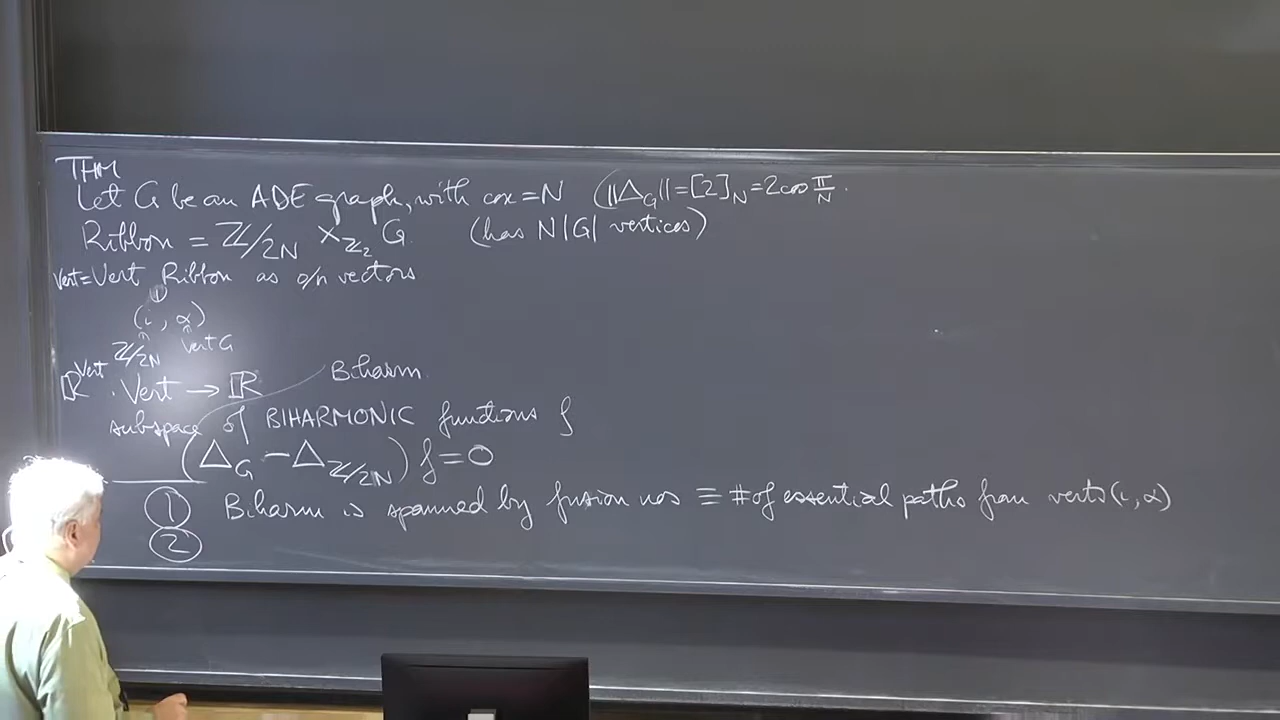 THM
Let G be an ADE graph, with cox = N (||Δ_G|| = [2]_N = 2cos π/N.
Ribbon = ℤ/2N ×_{ℤ_2} G. (has N|G| vertices)
Vert = Vert Ribbon as o/n vectors
(i, α)
ℤ/2N vert G
ℝ^Vert . Vert → ℝ Biharm.
subspace of BIHARMONIC functions f
(Δ_G − Δ_{ℤ/2N}) f = 0
① Biharm is spanned by fusion nos ≡ # of essential paths from verts (i, α)
②